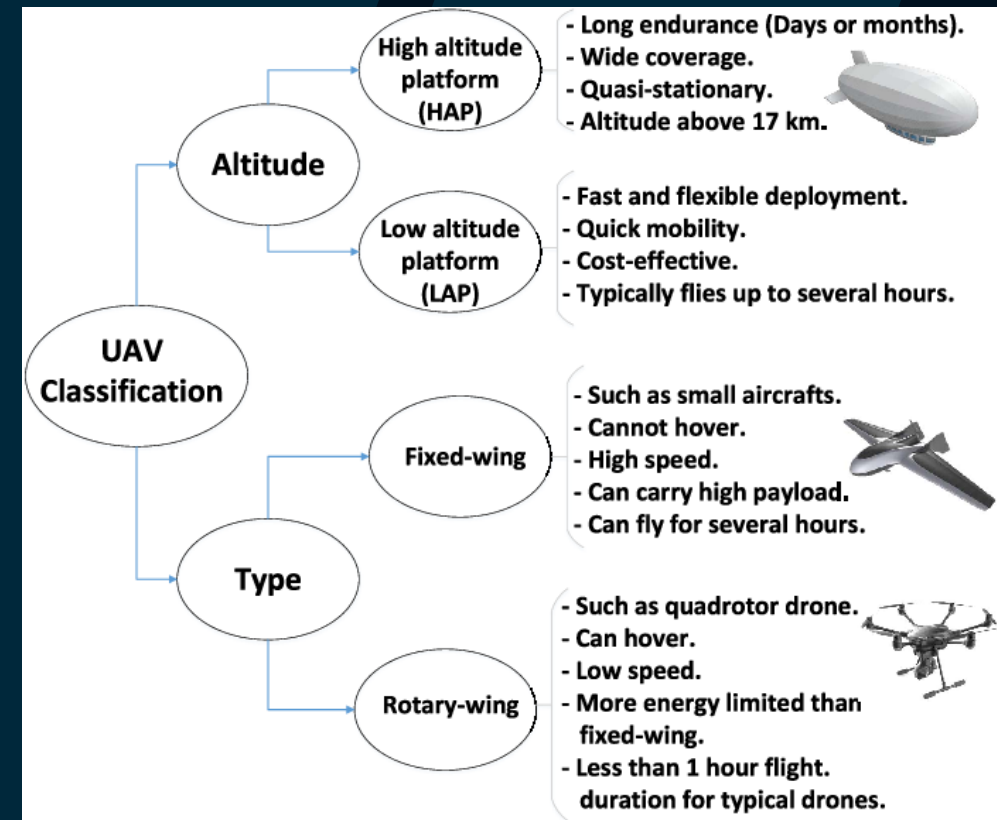 UAV
Classification
Altitude
High altitude
platform
(HAP)
- Long endurance (Days or months).
- Wide coverage.
- Quasi-stationary.
- Altitude above 17 km.
Low altitude
platform
(LAP)
- Fast and flexible deployment.
- Quick mobility.
- Cost-effective.
- Typically flies up to several hours.
Type
Fixed-wing
- Such as small aircrafts.
- Cannot hover.
- High speed.
- Can carry high payload.
- Can fly for several hours.
Rotary-wing
- Such as quadrotor drone.
- Can hover.
- Low speed.
- More energy limited than
fixed-wing.
- Less than 1 hour flight.
duration for typical drones.